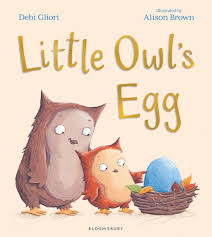 Debi Gliori
Illustrated by
Alison Brown
Little Owl's
Egg
BLOOMSBURY